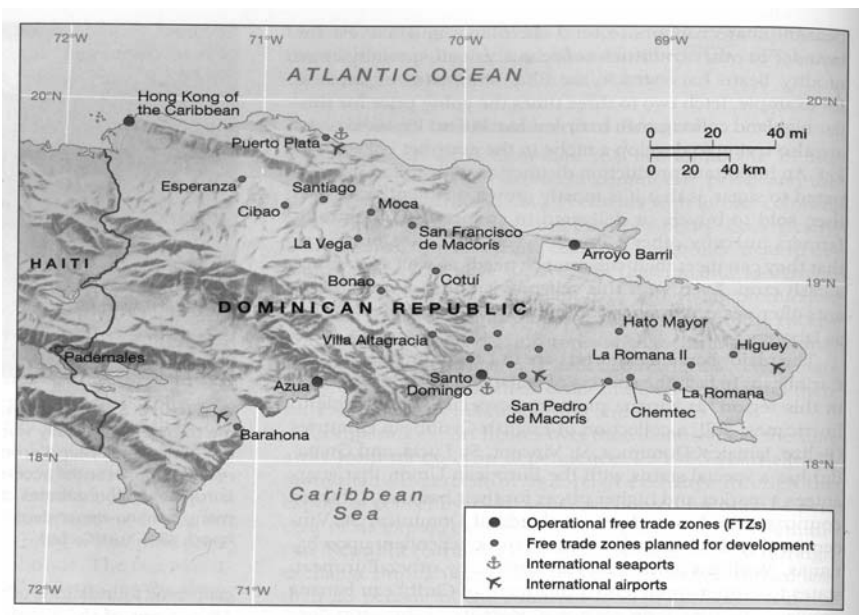 72°W
71°W
70°W
69°W
ATLANTIC OCEAN
20°N
20°N
Hong Kong of
the Caribbean
0 20 40 mi
0 20 40 km
Puerto Plata
Esperanza
Santiago
Cibao
Moca
San Francisco
de Macorís
La Vega
Arroyo Barril
HAITI
Bonao
Cotuí
19°N
DOMINICAN REPUBLIC
Hato Mayor
Villa Altagracia
La Romana II
Higuey
Padernales
Azua
Santo
Domingo
San Pedro
de Macorís
Chemtec
La Romana
Barahona
18°N
18°N
Caribbean
Sea
Operational free trade zones (FTZs)
Free trade zones planned for development
International seaports
International airports
72°W
71°W